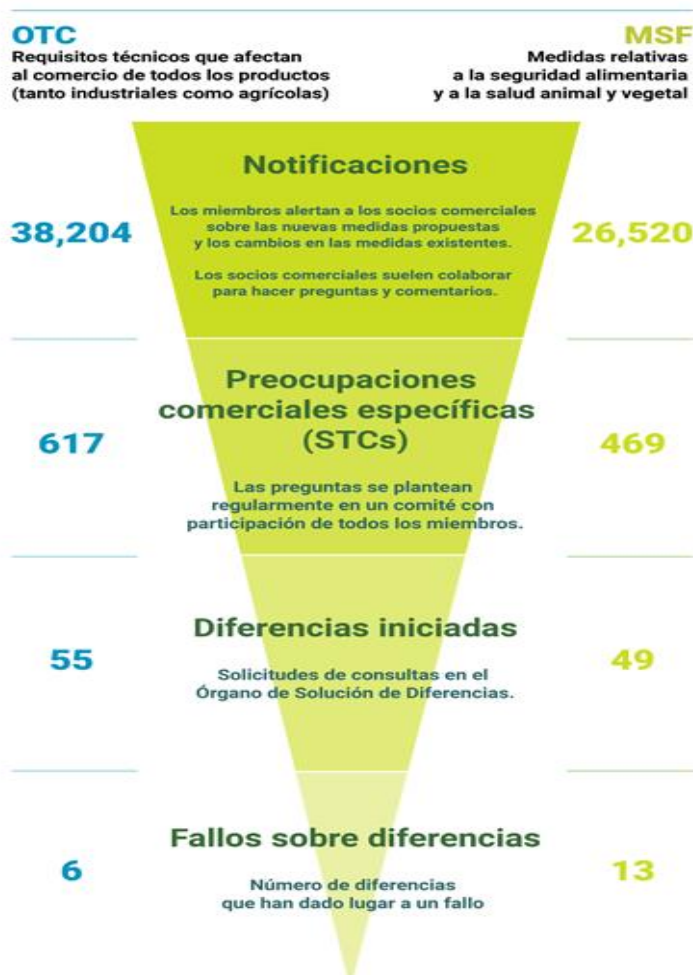 OTC
Requisitos técnicos que afectan
al comercio de todos los productos
(tanto industriales como agrícolas)
MSF
Medidas relativas
a la seguridad alimentaria
y a la salud animal y vegetal
Notificaciones
Los miembros alertan a los socios comerciales
sobre las nuevas medidas propuestas
y los cambios en las medidas existentes.
Los socios comerciales suelen colaborar
para hacer preguntas y comentarios.
38,204
26,520
Preocupaciones
comerciales específicas
(STCs)
Las preguntas se plantean
regularmente en un comité con
participación de todos los miembros.
617
469
Diferencias iniciadas
Solicitudes de consultas en el
Órgano de Solución de Diferencias.
55
49
Fallos sobre diferencias
Número de diferencias
que han dado lugar a un fallo
6
13